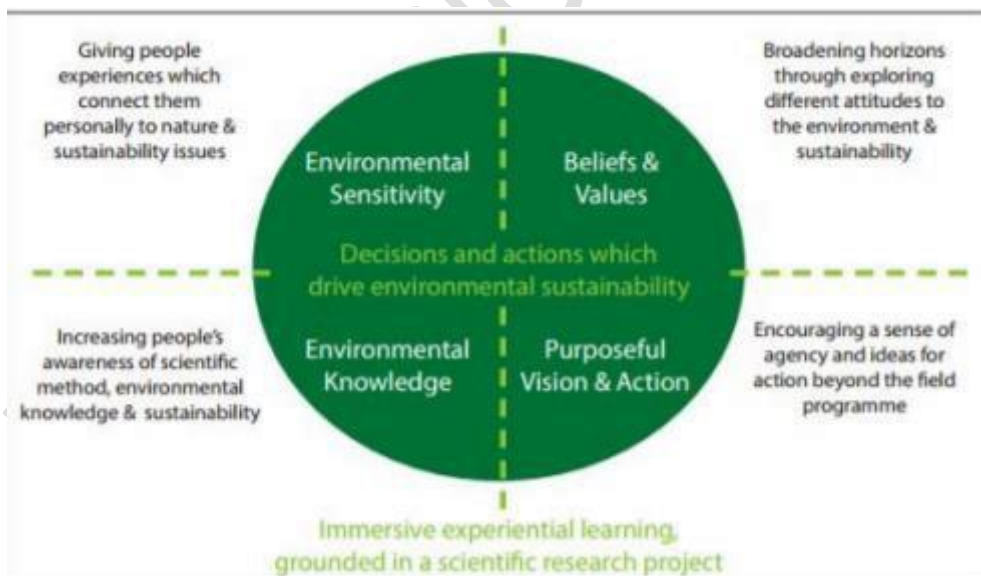 Giving people
experiences which
connect them
personally to nature &
sustainability issues
Broadening horizons
through exploring
different attitudes to
the environment &
sustainability
Environmental
Sensitivity
Beliefs &
Values
Decisions and actions which
drive environmental sustainability
Increasing people's
awareness of scientific
method, environmental
knowledge & sustainability
Environmental
Knowledge
Purposeful
Vision & Action
Encouraging a sense of
agency and ideas for
action beyond the field
programme
Immersive experiential learning,
grounded in a scientific research project